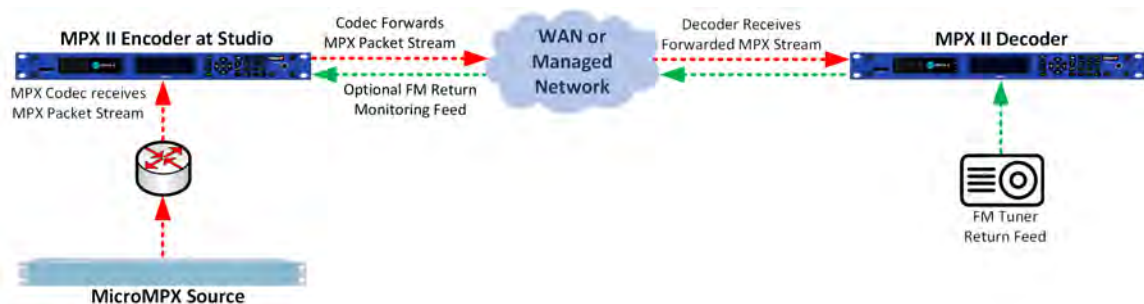 MPX II Encoder at Studio
Codec Forwards
MPX Packet Stream
WAN or
Managed
Network
Decoder Receives
Forwarded MPX Stream
MPX II Decoder
MPX Codec receives
MPX Packet Stream
Optional FM Return
Monitoring Feed
FM Tuner
Return Feed
MicroMPX Source